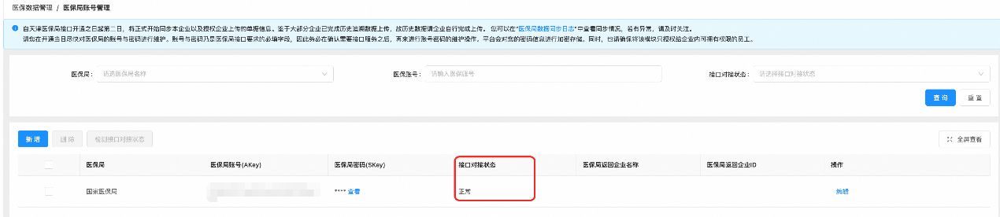 医保数据管理 / 医保局账号管理
自天津医保局接口开通之日起第二日，将正式开始同步本企业以及授权企业上传的单据信息、鉴于大部分企业已完成历史追溯数据上传，故历史数据请企业自行完成上传。 您可以在"医保局数据同步日志"中查看同步情况，若有异常，请及时关注。
请您在开通当日尽快对医保局的账号与密码进行维护。账号与密码乃是医保局接口要求的必填字段，因此务必在确认需要接口服务之后，再来进行账号密码的维护操作。平台会对您的密码信息进行加密存储。同时，也请确保将该模块只授权给企业内可拥有权限的员工。
医保局： 请选医保局名称 医保账号： 请输入医保账号 接口对接状态： 请选择接口对接状态
查 询 重 置
新 增 删 除 检测接口对接状态 全屏查看
医保局 医保局账号(AKey) 医保局密码(SKey) 接口对接状态 医保局返回企业名称 医保局返回企业ID 操作
国家医保局 **** 查看 正常 编辑